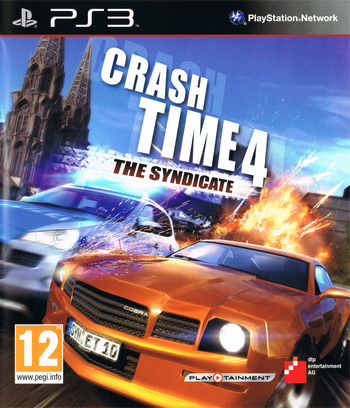 PS3
PlayStation®Network
CRASH
TIME 4
THE SYNDICATE
COBRA
ET 10
12
www.pegi.info
PLAYTAINMENT
dtp
entertainment
AG